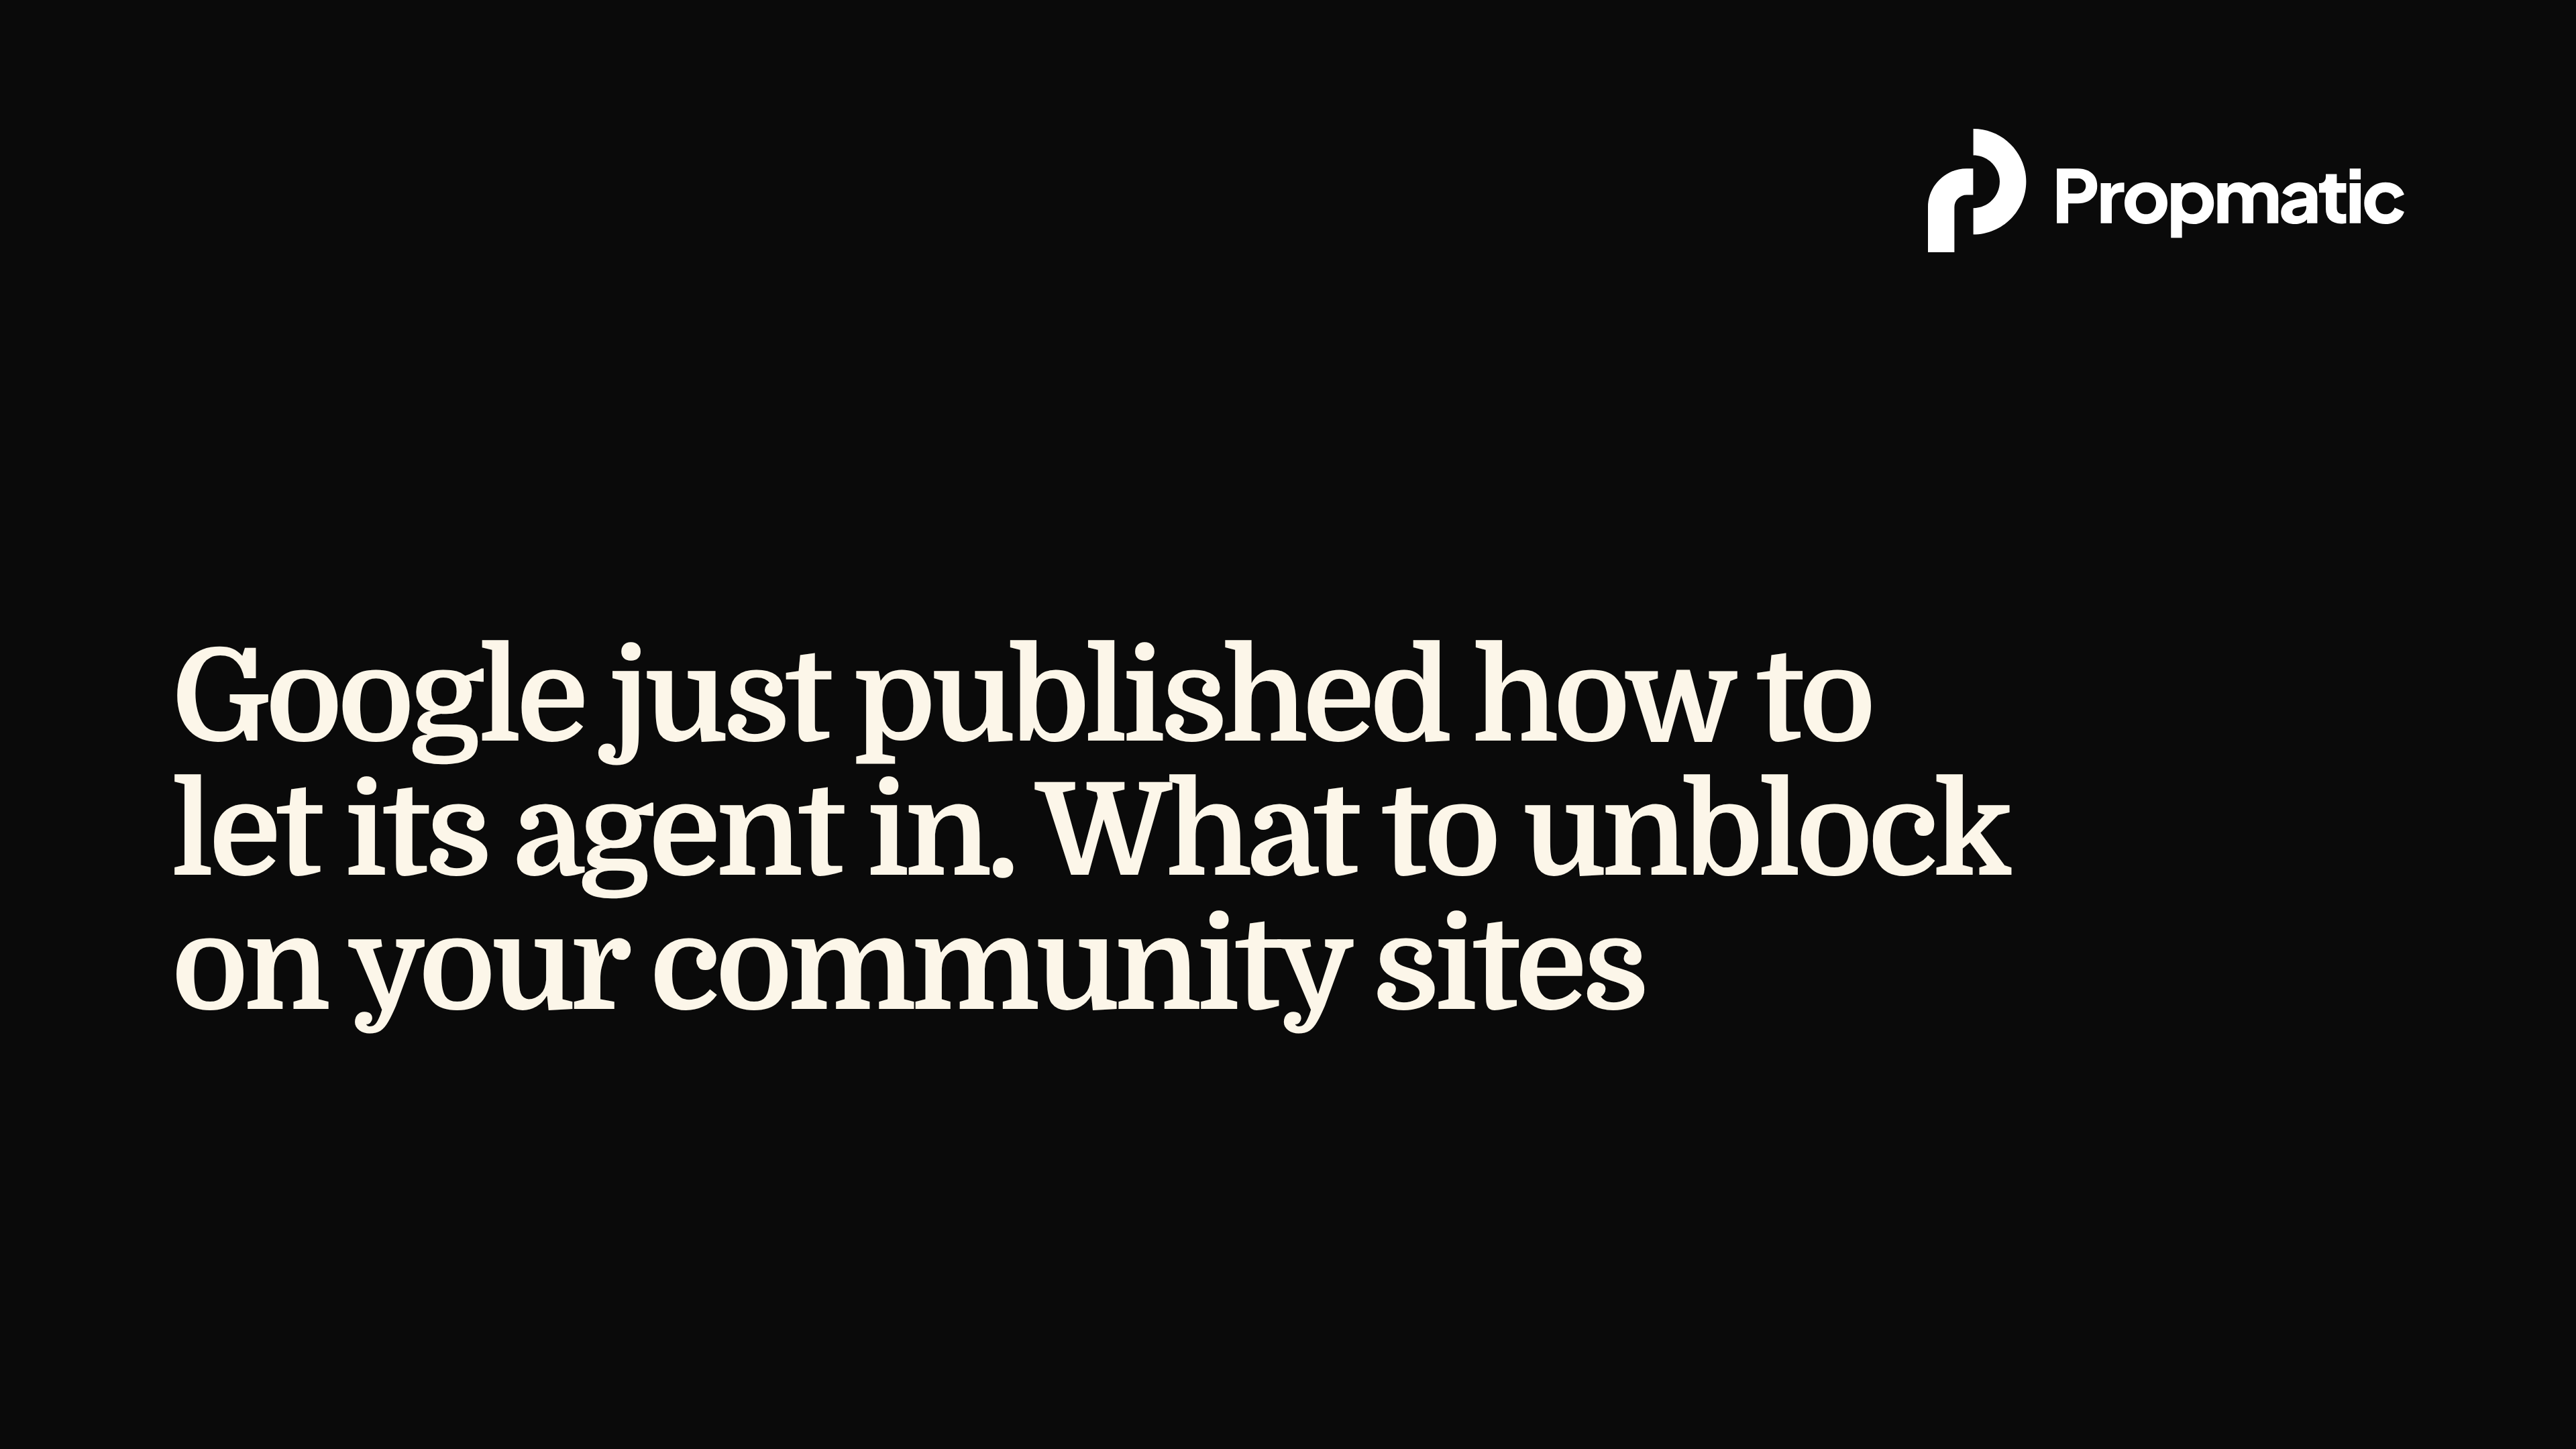 Propmatic
Google just published how to
let its agent in. What to unblock
on your community sites